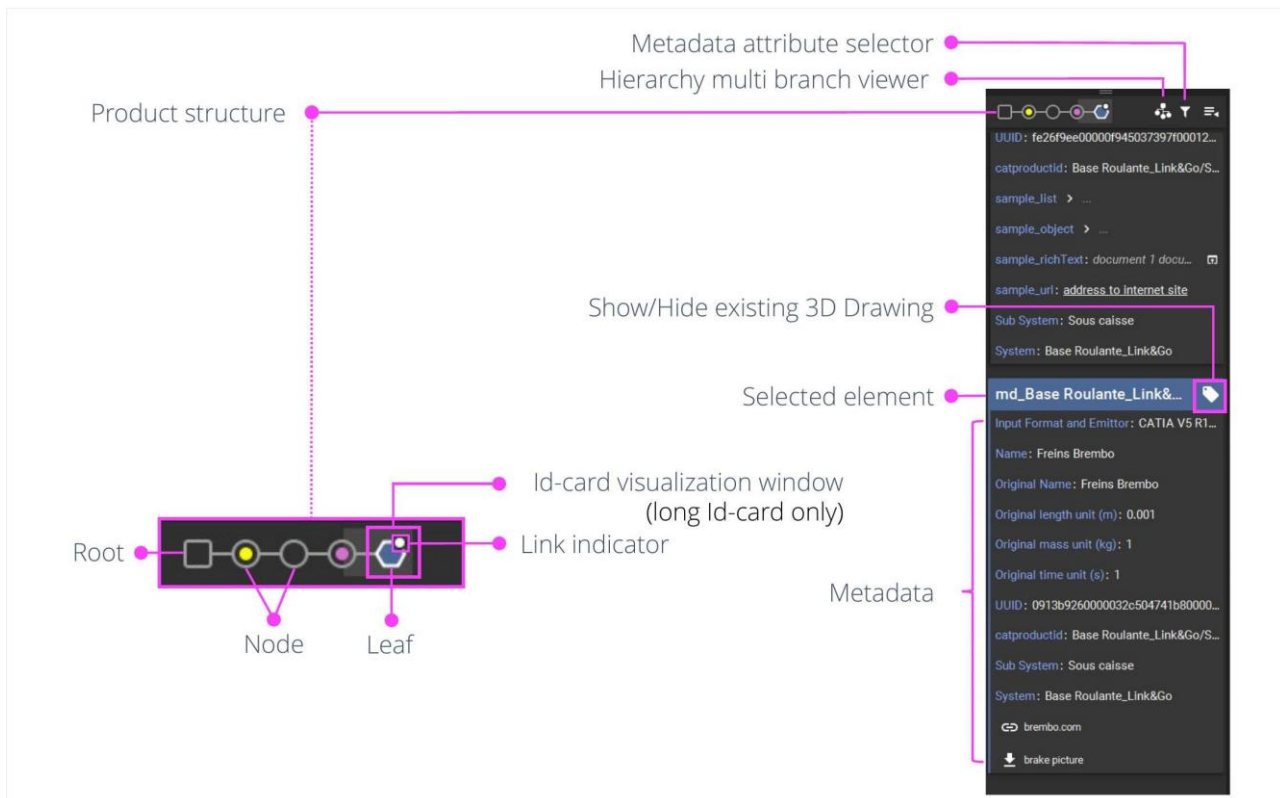 Metadata attribute selector
Hierarchy multi branch viewer
Product structure
UUID: fe26f9ee00000f945037397f00012...
catproductid: Base Roulante_Link&Go/S...
sample_list > ...
sample_object > ...
sample_richText: document 1 docu...
sample_url: address to internet site
Sub System: Sous caisse
System: Base Roulante_Link&Go
Show/Hide existing 3D Drawing
Selected element
md_Base Roulante_Link&...
Input Format and Emittor: CATIA V5 R1...
Name: Freins Brembo
Original Name: Freins Brembo
Original length unit (m): 0.001
Original mass unit (kg): 1
Original time unit (s): 1
UUID: 0913b9260000032c504741b80000...
catproductid: Base Roulante_Link&Go/S...
Sub System: Sous caisse
System: Base Roulante_Link&Go
brembo.com
brake picture
Id-card visualization window
(long Id-card only)
Link indicator
Root
Node
Leaf
Metadata